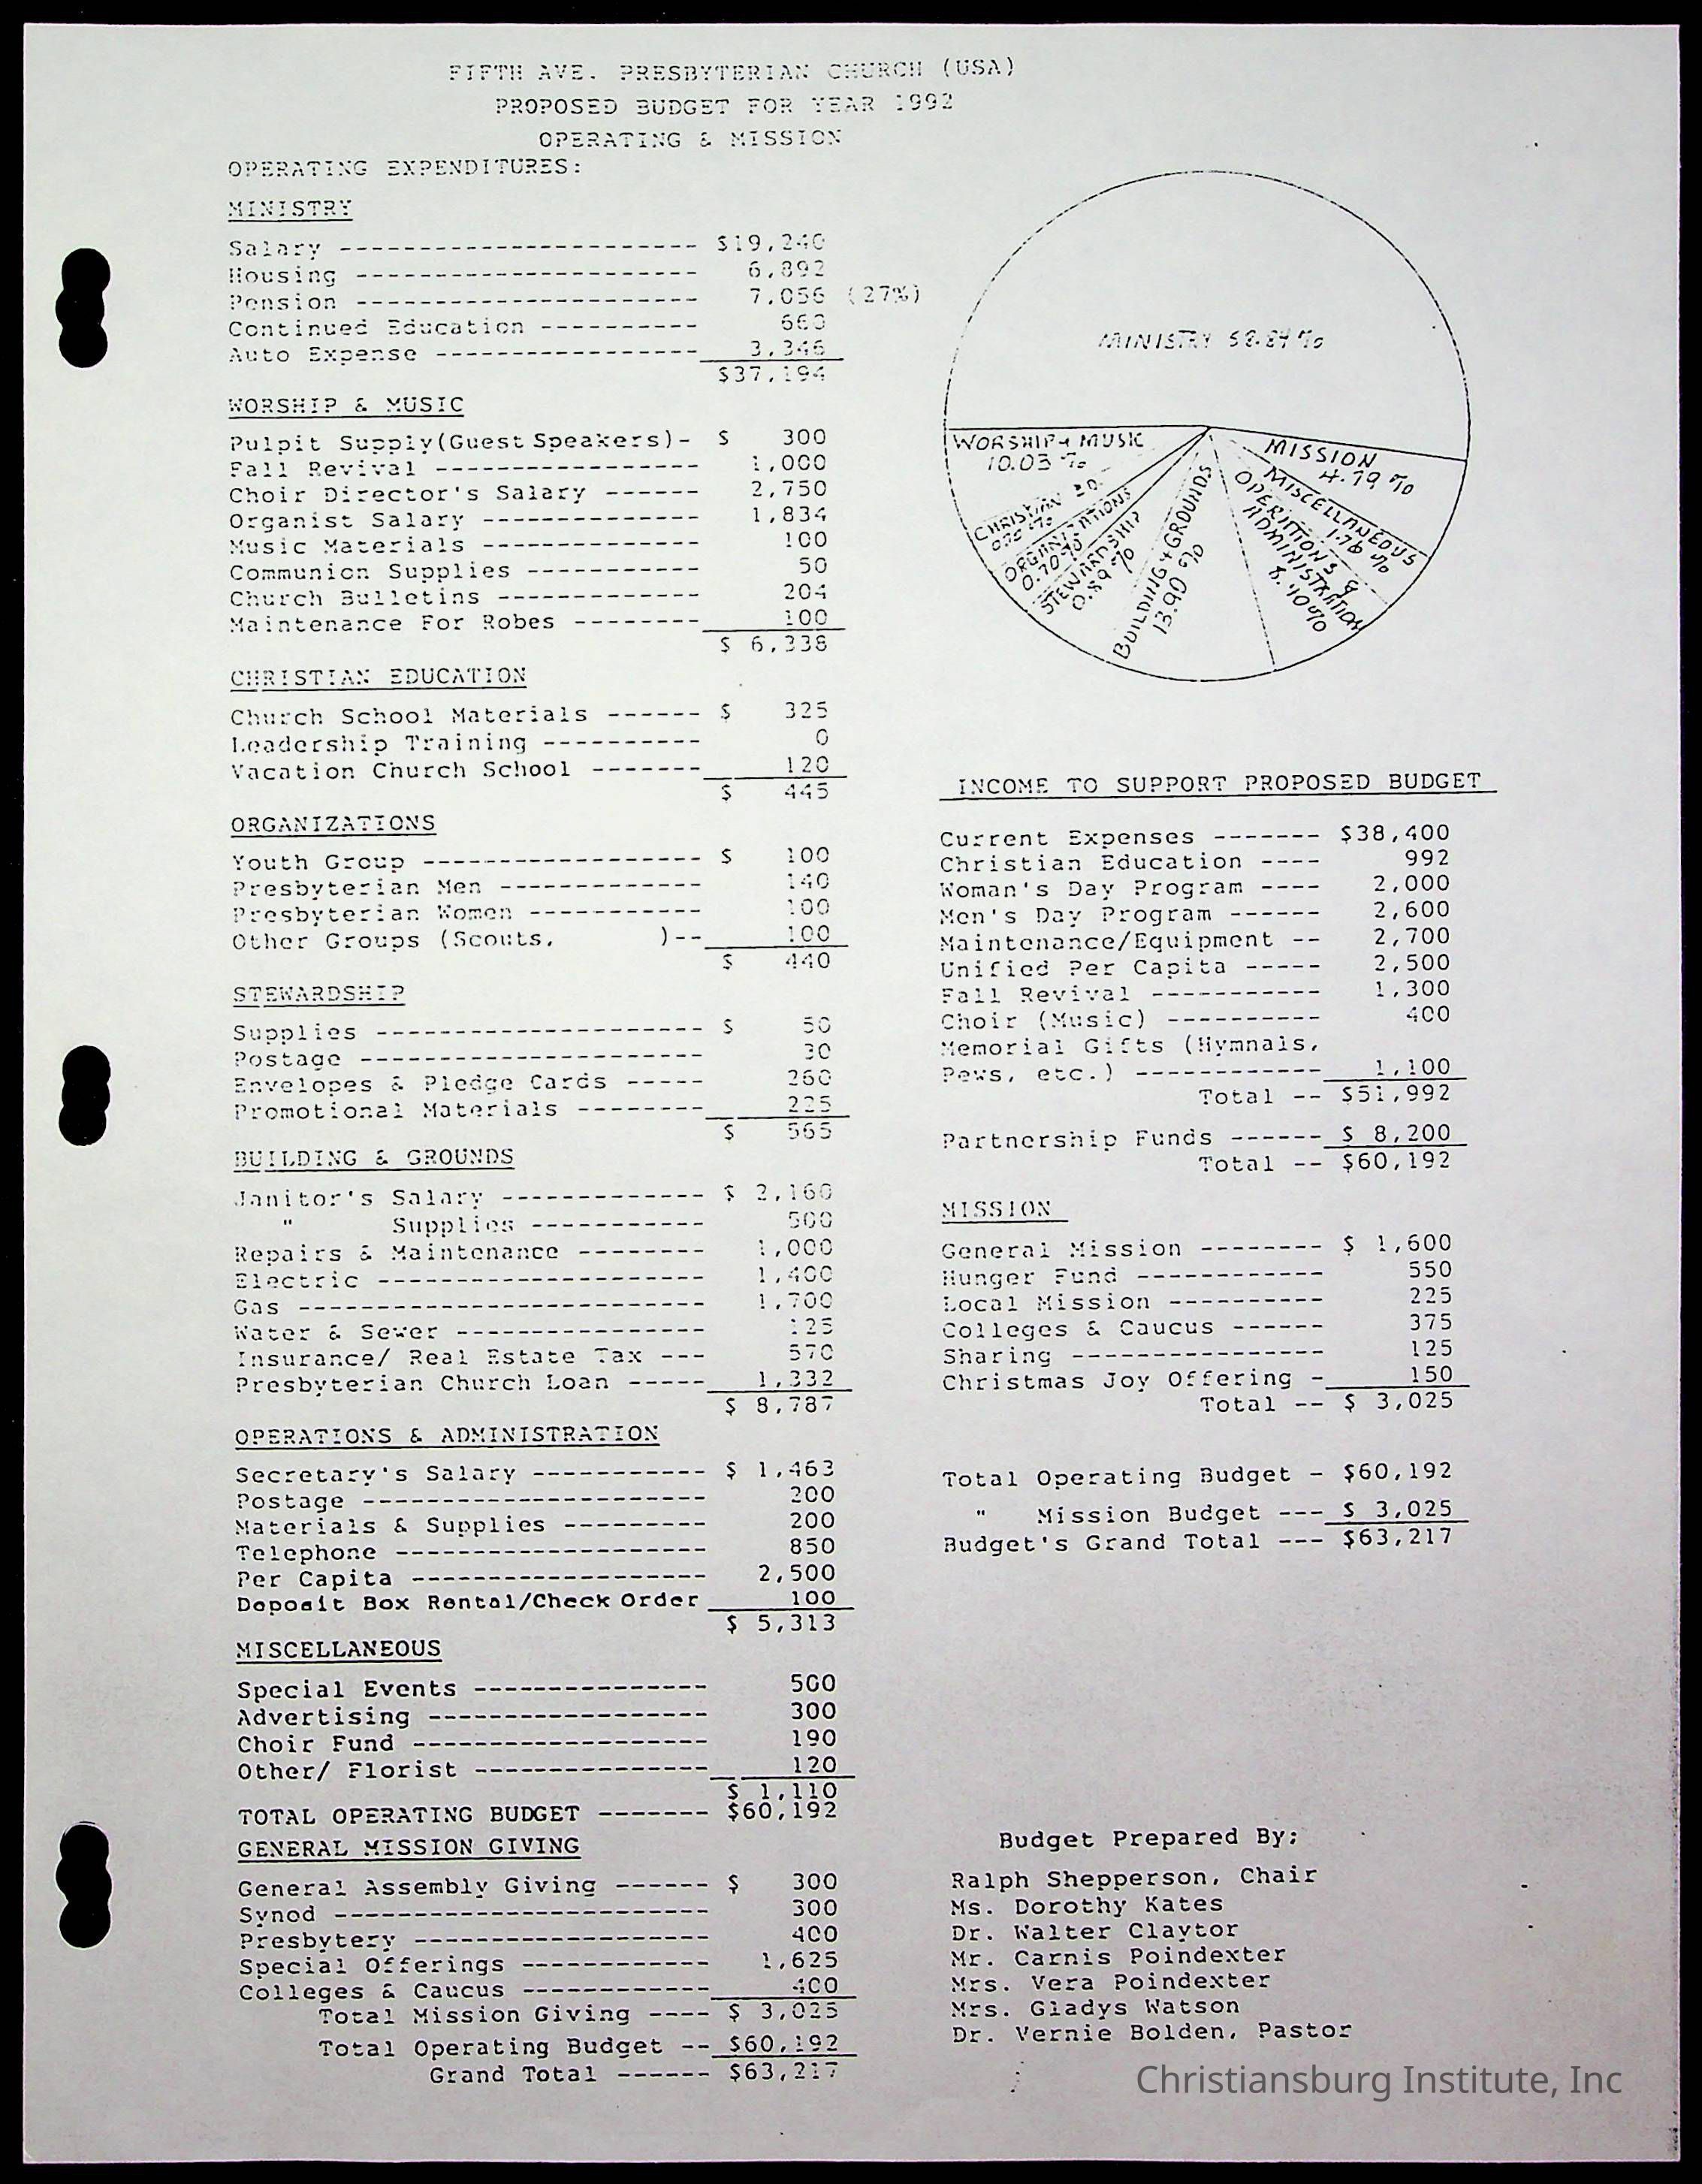 FIFTH AVE. PRESBYTERIAN CHURCH (USA)
PROPOSED BUDGET FOR YEAR 1992
OPERATING & MISSION
OPERATING EXPENDITURES:
MINISTRY
Salary ----------------------- $19,240
Housing ---------------------- 6,892
Pension ---------------------- 7,056 (27%)
Continued Education ---------- 660
Auto Expense ----------------- 3,346
$37,194
WORSHIP & MUSIC
Pulpit Supply(Guest Speakers)- $ 300
Fall Revival ----------------- 1,000
Choir Director's Salary ------ 2,750
Organist Salary -------------- 1,834
Music Materials -------------- 100
Communion Supplies ----------- 50
Church Bulletins ------------- 204
Maintenance For Robes -------- 100
$ 6,338
CHRISTIAN EDUCATION
Church School Materials ------ $ 325
Leadership Training ---------- 0
Vacation Church School ------- 120
$ 445
ORGANIZATIONS
Youth Group ------------------ $ 100
Presbyterian Men ------------- 140
Presbyterian Women ----------- 100
Other Groups (Scouts, )-- 100
$ 440
STEWARDSHIP
Supplies --------------------- $ 50
Postage ---------------------- 30
Envelopes & Pledge Cards ----- 260
Promotional Materials -------- 225
$ 565
BUILDING & GROUNDS
Janitor's Salary ------------- $ 2,160
" Supplies ----------- 500
Repairs & Maintenance -------- 1,000
Electric --------------------- 1,400
Gas -------------------------- 1,700
Water & Sewer ---------------- 125
Insurance/ Real Estate Tax --- 570
Presbyterian Church Loan ----- 1,332
$ 8,787
OPERATIONS & ADMINISTRATION
Secretary's Salary ----------- $ 1,463
Postage ---------------------- 200
Materials & Supplies --------- 200
Telephone -------------------- 850
Per Capita ------------------- 2,500
Deposit Box Rental/Check Order 100
$ 5,313
MISCELLANEOUS
Special Events --------------- 500
Advertising ------------------ 300
Choir Fund ------------------- 190
Other/ Florist --------------- 120
$ 1,110
TOTAL OPERATING BUDGET ------- $60,192
GENERAL MISSION GIVING
General Assembly Giving ------ $ 300
Synod ------------------------ 300
Presbytery ------------------- 400
Special Offerings ------------ 1,625
Colleges & Caucus ------------ 400
Total Mission Giving ---- $ 3,025
Total Operating Budget -- $60,192
Grand Total ------ $63,217
MINISTRY 58.84 %
WORSHIP & MUSIC
10.03 %
CHRISTIAN ED.
ORGANIZATIONS
0.70 %
STEWARDSHIP
0.89 %
BUILDING & GROUNDS
13.90 %
OPERATIONS &
ADMINISTRATION
8.40%
MISCELLANEOUS
1.76 %
MISSION
4.79 %
INCOME TO SUPPORT PROPOSED BUDGET
Current Expenses ------- $38,400
Christian Education ---- 992
Woman's Day Program ---- 2,000
Men's Day Program ------ 2,600
Maintenance/Equipment -- 2,700
Unified Per Capita ----- 2,500
Fall Revival ----------- 1,300
Choir (Music) ---------- 400
Memorial Gifts (Hymnals,
Pews, etc.) ------------ 1,100
Total -- $51,992
Partnership Funds ------ $ 8,200
Total -- $60,192
MISSION
General Mission -------- $ 1,600
Hunger Fund ------------ 550
Local Mission ---------- 225
Colleges & Caucus ------ 375
Sharing ---------------- 125
Christmas Joy Offering - 150
Total -- $ 3,025
Total Operating Budget - $60,192
" Mission Budget --- $ 3,025
Budget's Grand Total --- $63,217
Budget Prepared By:
Ralph Shepperson, Chair
Ms. Dorothy Kates
Dr. Walter Claytor
Mr. Carnis Poindexter
Mrs. Vera Poindexter
Mrs. Gladys Watson
Dr. Vernie Bolden, Pastor
Christiansburg Institute, Inc